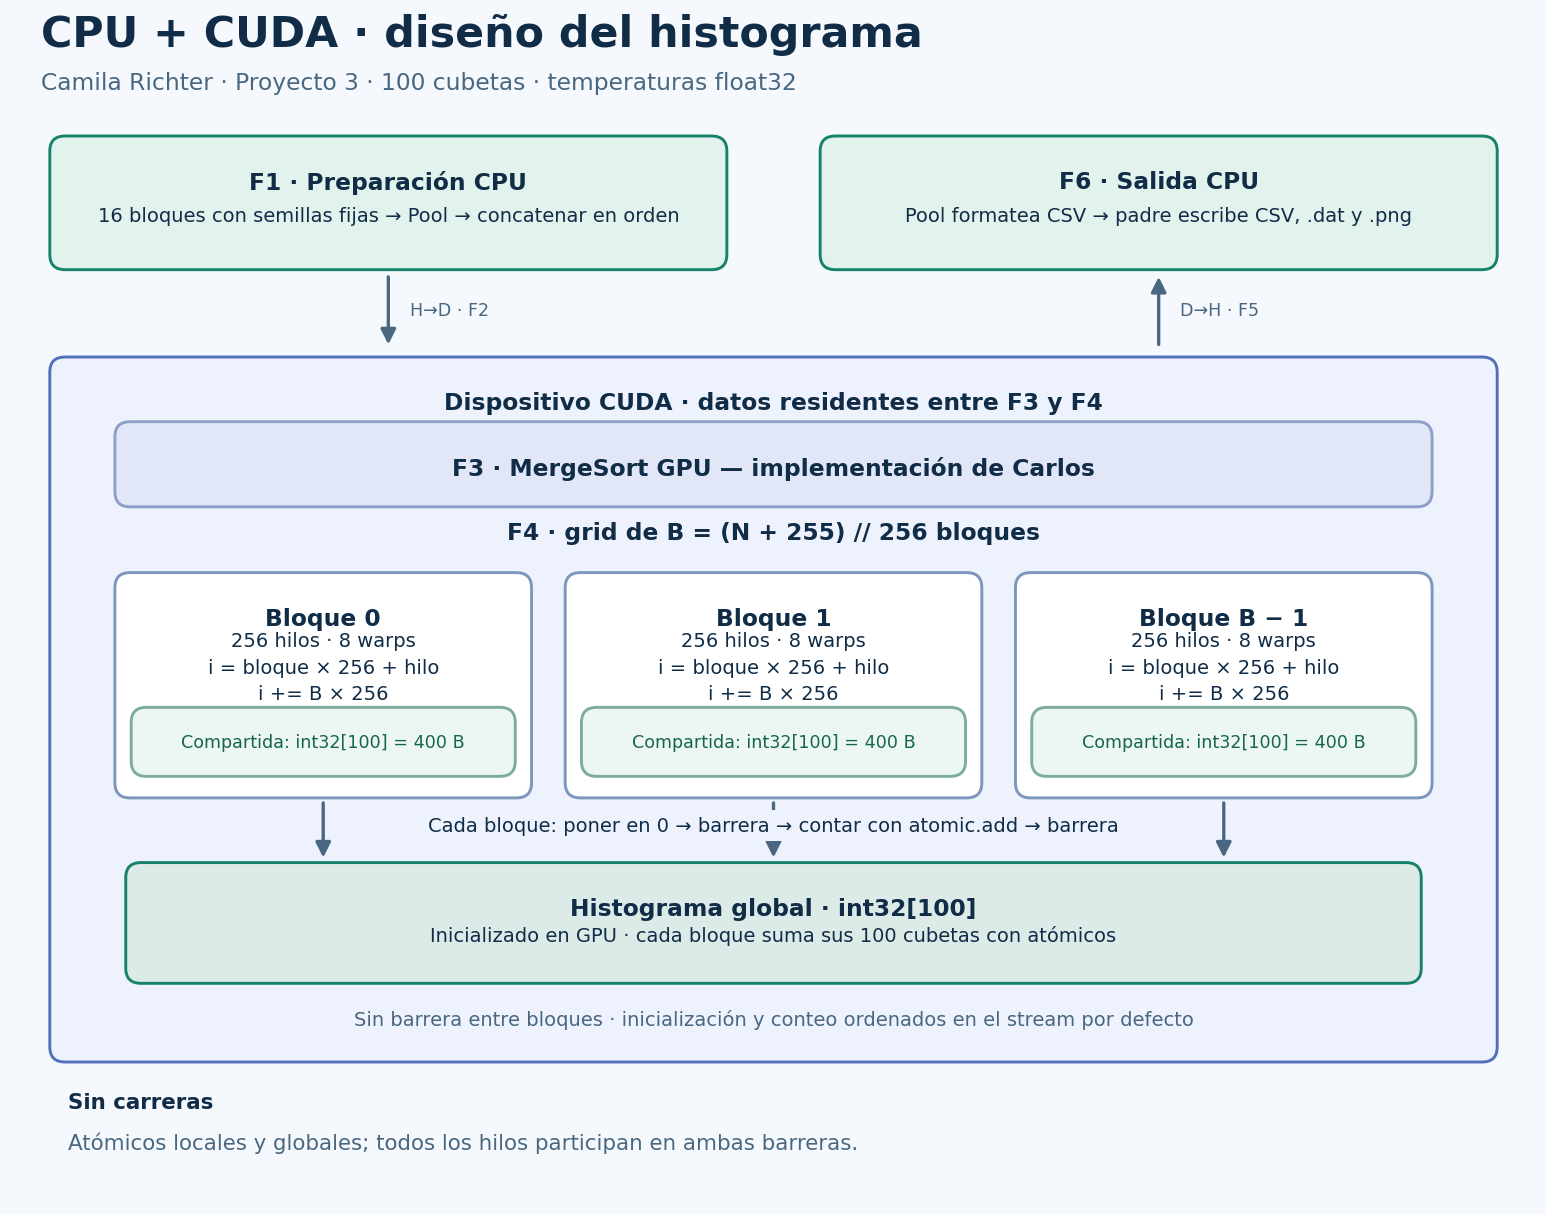 CPU + CUDA · diseño del histograma
Camila Richter · Proyecto 3 · 100 cubetas · temperaturas float32
F1 · Preparación CPU
16 bloques con semillas fijas → Pool → concatenar en orden
F6 · Salida CPU
Pool formatea CSV → padre escribe CSV, .dat y .png
H→D · F2
D→H · F5
Dispositivo CUDA · datos residentes entre F3 y F4
F3 · MergeSort GPU — implementación de Carlos
F4 · grid de B = (N + 255) // 256 bloques
Bloque 0
256 hilos · 8 warps
i = bloque × 256 + hilo
i += B × 256
Compartida: int32[100] = 400 B
Bloque 1
256 hilos · 8 warps
i = bloque × 256 + hilo
i += B × 256
Compartida: int32[100] = 400 B
Bloque B − 1
256 hilos · 8 warps
i = bloque × 256 + hilo
i += B × 256
Compartida: int32[100] = 400 B
Cada bloque: poner en 0 → barrera → contar con atomic.add → barrera
Histograma global · int32[100]
Inicializado en GPU · cada bloque suma sus 100 cubetas con atómicos
Sin barrera entre bloques · inicialización y conteo ordenados en el stream por defecto
Sin carreras
Atómicos locales y globales; todos los hilos participan en ambas barreras.